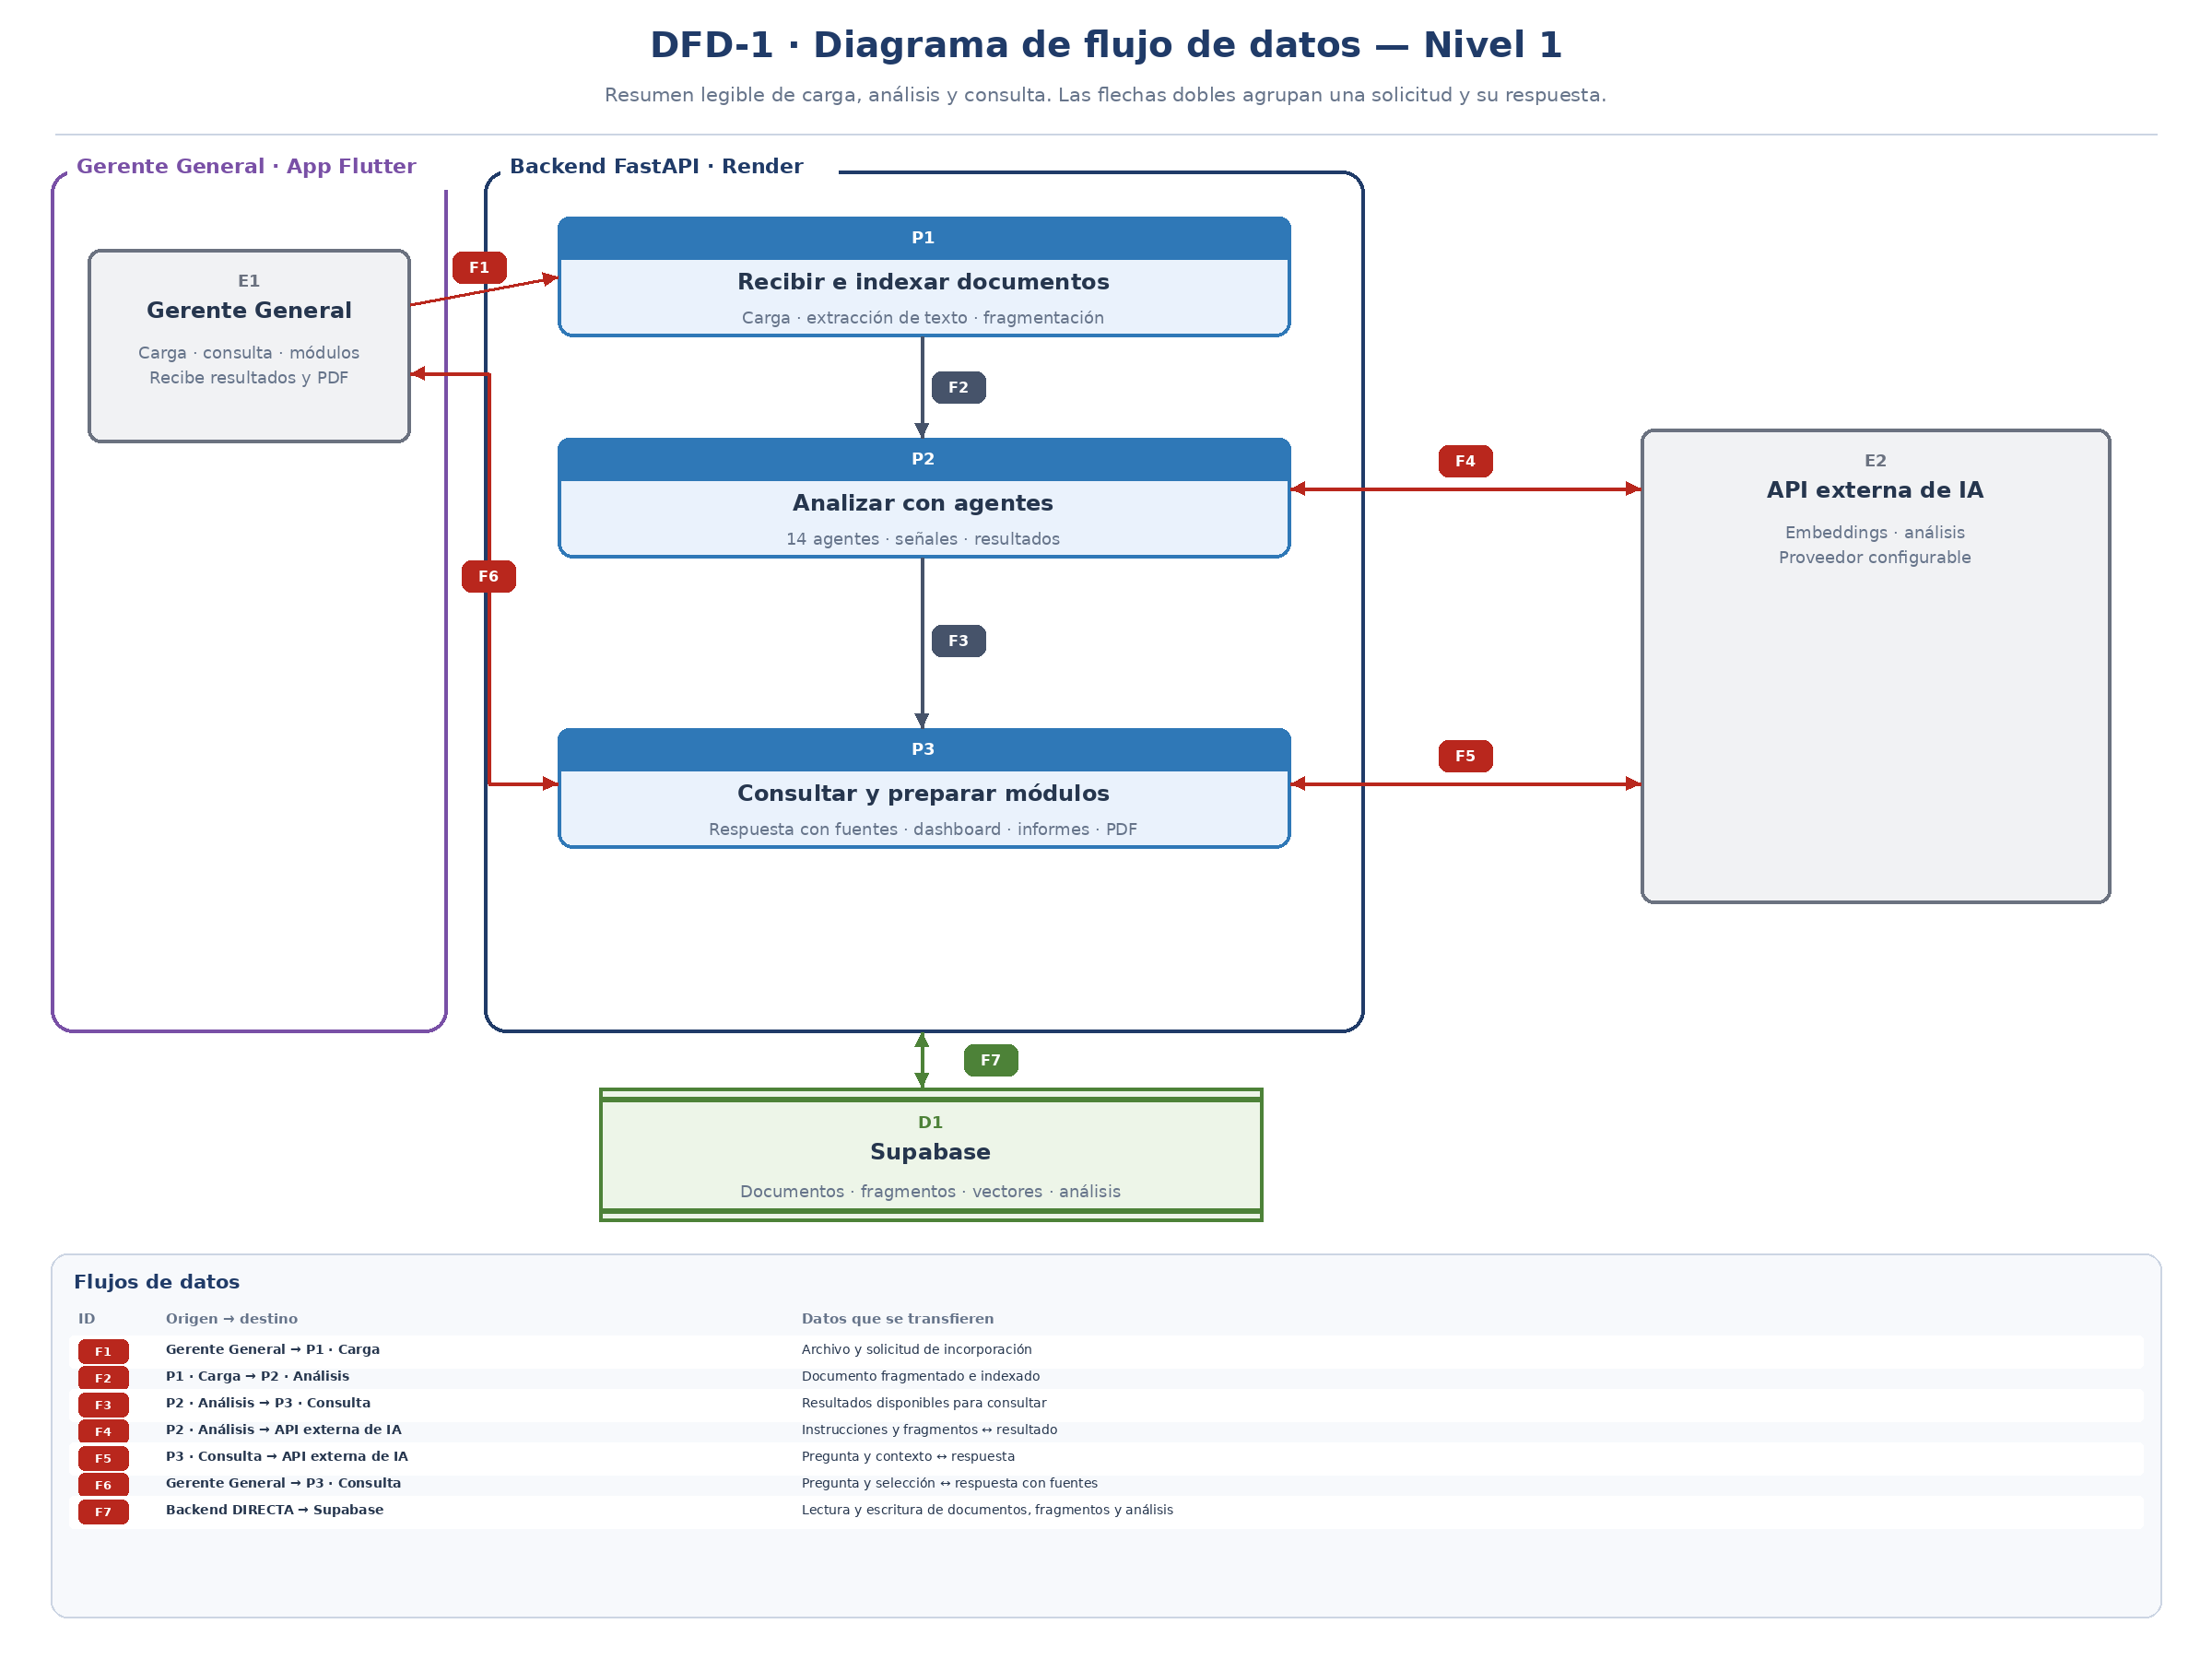 DFD-1 · Diagrama de flujo de datos — Nivel 1
Resumen legible de carga, análisis y consulta. Las flechas dobles agrupan una solicitud y su respuesta.
Gerente General · App Flutter
Backend FastAPI · Render
E1
Gerente General
Carga · consulta · módulos
Recibe resultados y PDF
F1
P1
Recibir e indexar documentos
Carga · extracción de texto · fragmentación
F2
P2
Analizar con agentes
14 agentes · señales · resultados
F4
E2
API externa de IA
Embeddings · análisis
Proveedor configurable
F6
F3
P3
Consultar y preparar módulos
Respuesta con fuentes · dashboard · informes · PDF
F5
F7
D1
Supabase
Documentos · fragmentos · vectores · análisis
Flujos de datos
ID Origen → destino Datos que se transfieren
F1 Gerente General → P1 · Carga Archivo y solicitud de incorporación
F2 P1 · Carga → P2 · Análisis Documento fragmentado e indexado
F3 P2 · Análisis → P3 · Consulta Resultados disponibles para consultar
F4 P2 · Análisis → API externa de IA Instrucciones y fragmentos ↔ resultado
F5 P3 · Consulta → API externa de IA Pregunta y contexto ↔ respuesta
F6 Gerente General → P3 · Consulta Pregunta y selección ↔ respuesta con fuentes
F7 Backend DIRECTA → Supabase Lectura y escritura de documentos, fragmentos y análisis